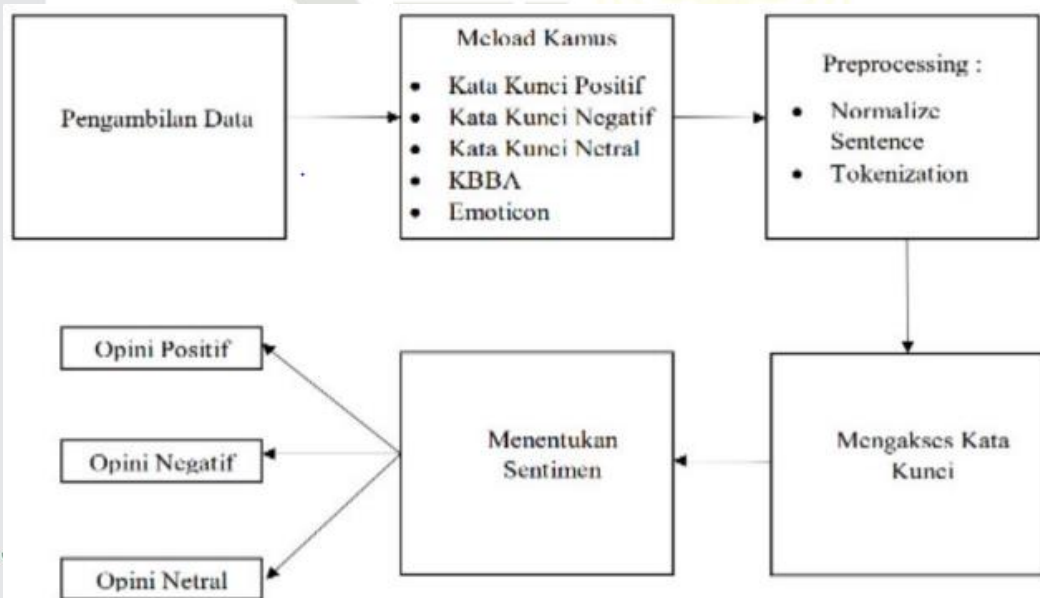 Pengambilan Data
Meload Kamus
• Kata Kunci Positif
• Kata Kunci Negatif
• Kata Kunci Netral
• KBBA
• Emoticon
Preprocessing :
• Normalize
Sentence
• Tokenization
Mengakses Kata
Kunci
Menentukan
Sentimen
Opini Positif
Opini Negatif
Opini Netral